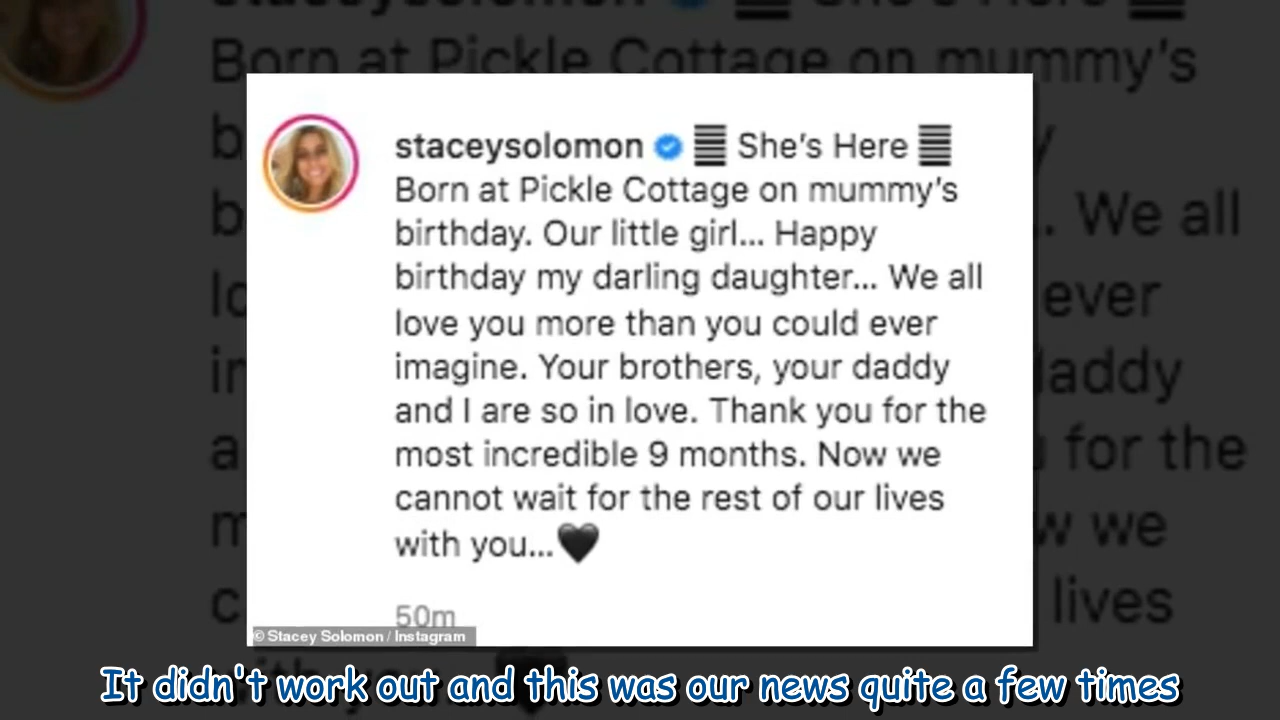 staceysolomon She's Here
Born at Pickle Cottage on mummy's
birthday. Our little girl... Happy
birthday my darling daughter... We all
love you more than you could ever
imagine. Your brothers, your daddy
and I are so in love. Thank you for the
most incredible 9 months. Now we
cannot wait for the rest of our lives
with you...🖤
50m
© Stacey Solomon / Instagram
It didn't work out and this was our news quite a few times